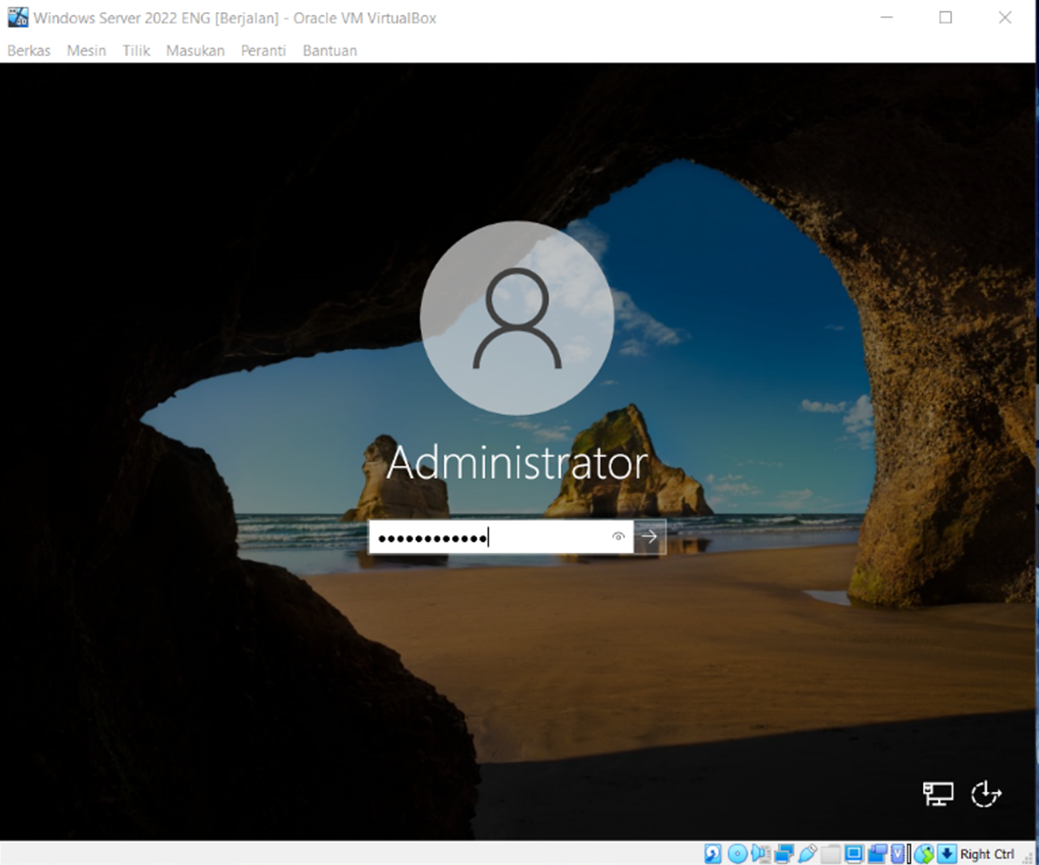 Windows Server 2022 ENG [Berjalan] - Oracle VM VirtualBox
Berkas Mesin Tilik Masukan Peranti Bantuan
Administrator
••••••••••••
Right Ctrl